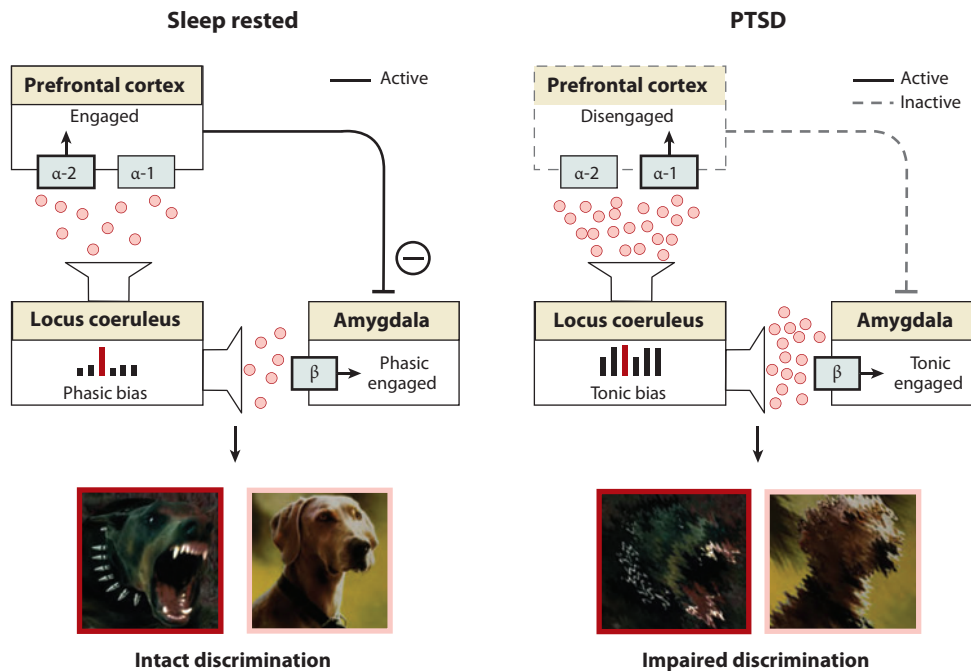 Sleep rested
Prefrontal cortex
Engaged
α-2
α-1
Active
Locus coeruleus
Phasic bias
Amygdala
β
Phasic
engaged
Intact discrimination
PTSD
Prefrontal cortex
Disengaged
α-2
α-1
Active
Inactive
Locus coeruleus
Tonic bias
Amygdala
β
Tonic
engaged
Impaired discrimination